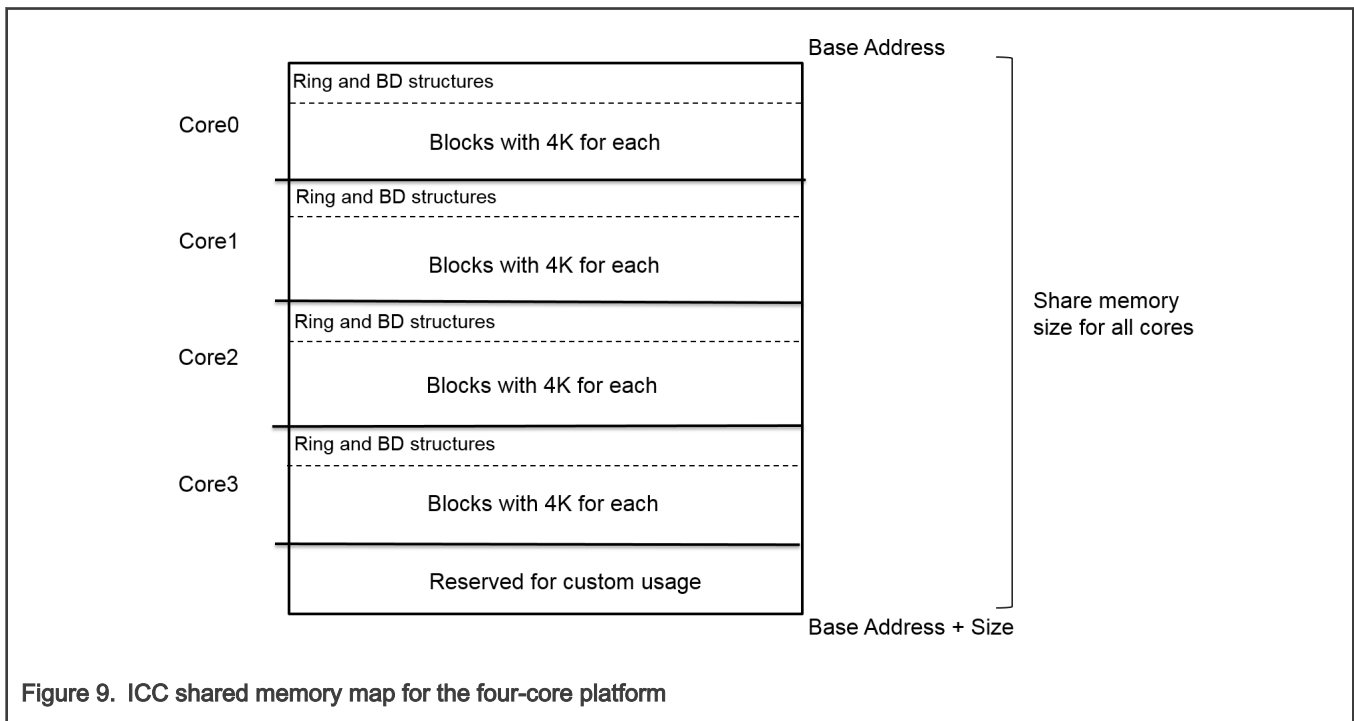 Base Address
Ring and BD structures
Core0
Blocks with 4K for each
Ring and BD structures
Core1
Blocks with 4K for each
Share memory
size for all cores
Ring and BD structures
Core2
Blocks with 4K for each
Ring and BD structures
Core3
Blocks with 4K for each
Reserved for custom usage
Base Address + Size
Figure 9. ICC shared memory map for the four-core platform